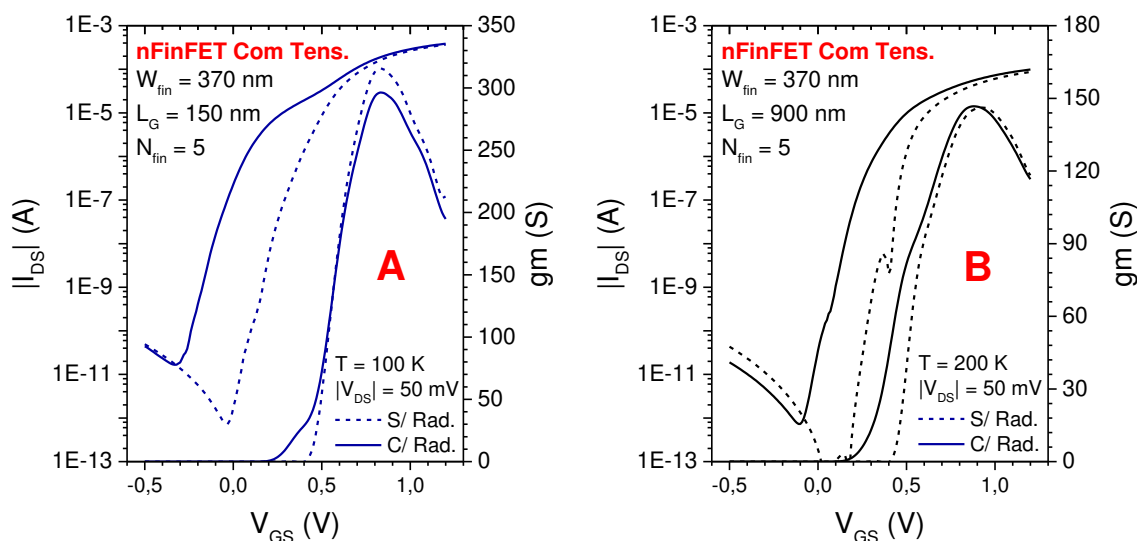 nFinFET Com Tens.
W_fin = 370 nm
L_G = 150 nm
N_fin = 5
A
T = 100 K
|V_DS| = 50 mV
S/ Rad.
C/ Rad.
|I_DS| (A)
1E-3
1E-5
1E-7
1E-9
1E-11
1E-13
gm (S)
350
300
250
200
150
100
50
0
-0,5 0,0 0,5 1,0
V_GS (V)
nFinFET Com Tens.
W_fin = 370 nm
L_G = 900 nm
N_fin = 5
B
T = 200 K
|V_DS| = 50 mV
S/ Rad.
C/ Rad.
|I_DS| (A)
1E-3
1E-5
1E-7
1E-9
1E-11
1E-13
gm (S)
180
150
120
90
60
30
0
-0,5 0,0 0,5 1,0
V_GS (V)